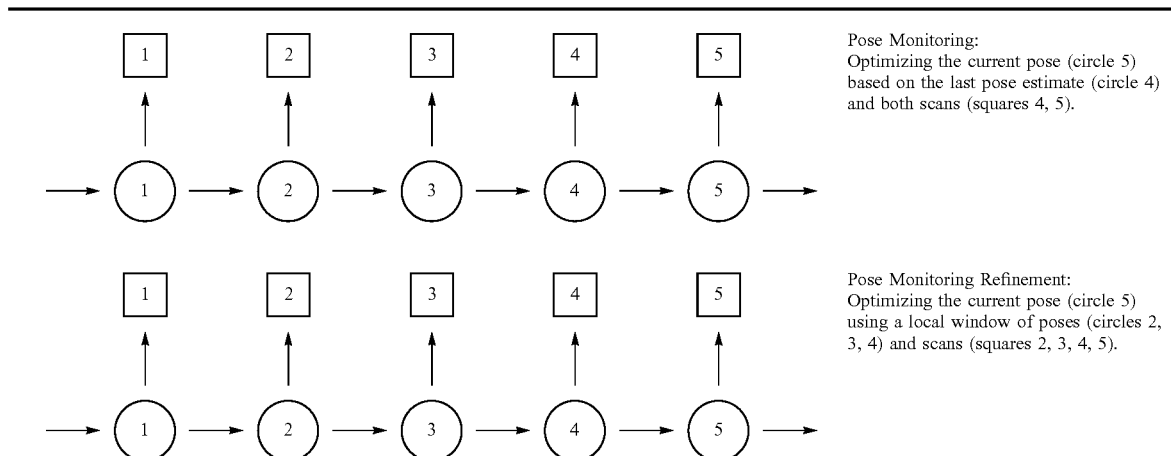 1 2 3 4 5
Pose Monitoring:
Optimizing the current pose (circle 5)
based on the last pose estimate (circle 4)
and both scans (squares 4, 5).
1 2 3 4 5
1 2 3 4 5
Pose Monitoring Refinement:
Optimizing the current pose (circle 5)
using a local window of poses (circles 2,
3, 4) and scans (squares 2, 3, 4, 5).
1 2 3 4 5